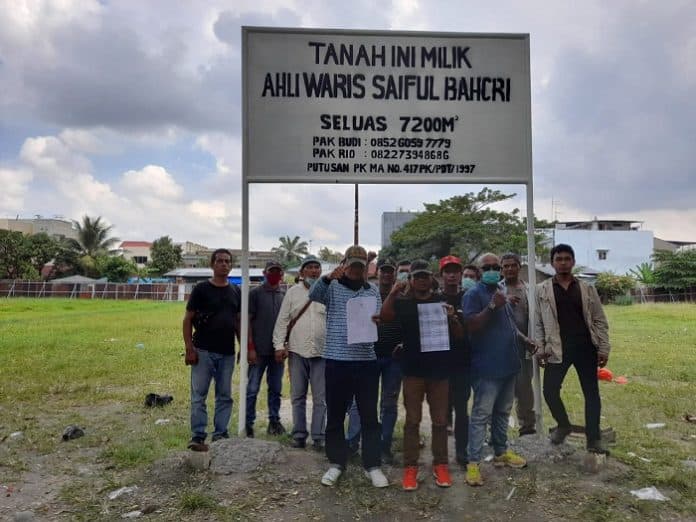 TANAH INI MILIK
AHLI WARIS SAIFUL BAHCRI
SELUAS 7200M²
PAK BUDI : 0852 6059 7779
PAK RIO : 082273948686
PUTUSAN PK MA NO. 417 PK/PDT/1997